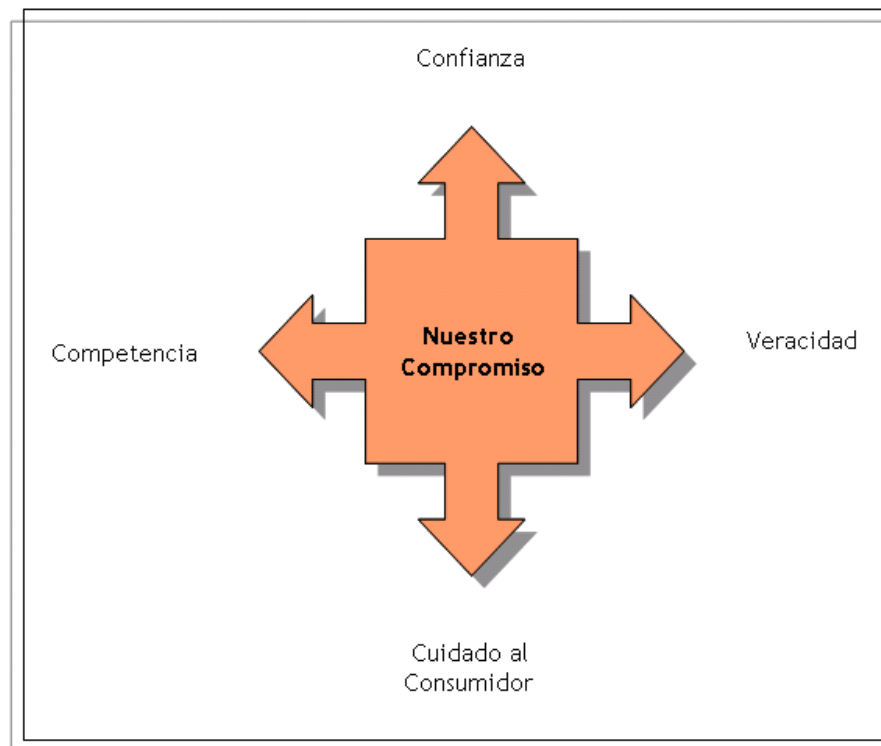 Confianza
Nuestro
Compromiso
Veracidad
Competencia
Cuidado al
Consumidor